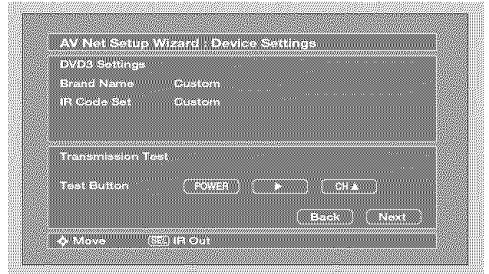 AV Net Setup Wizard : Device Settings
DVD3 Settings
Brand Name Custom
IR Code Set Custom
Transmission Test
Test Button POWER ▶ CH▲
Back Next
Move SEL IR Out